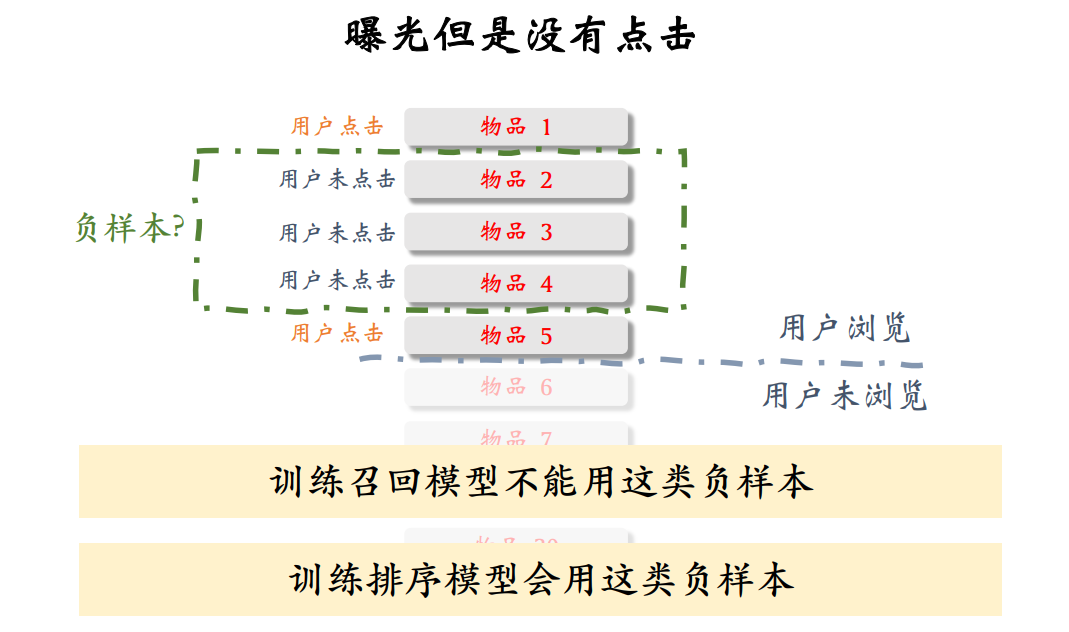 曝光但是没有点击
用户点击 物品 1
用户未点击 物品 2
负样本?
用户未点击 物品 3
用户未点击 物品 4
用户点击 物品 5
用户浏览
物品 6
用户未浏览
物品 7
训练召回模型不能用这类负样本
训练排序模型会用这类负样本